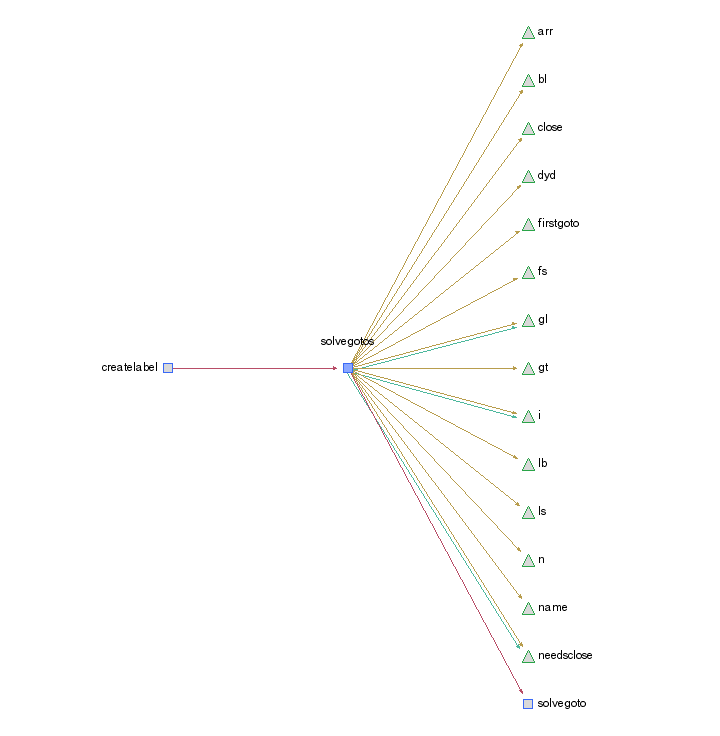 arr
bl
close
dyd
firstgoto
fs
gl
solvegotos
createlabel
gt
i
lb
ls
n
name
needsclose
solvegoto